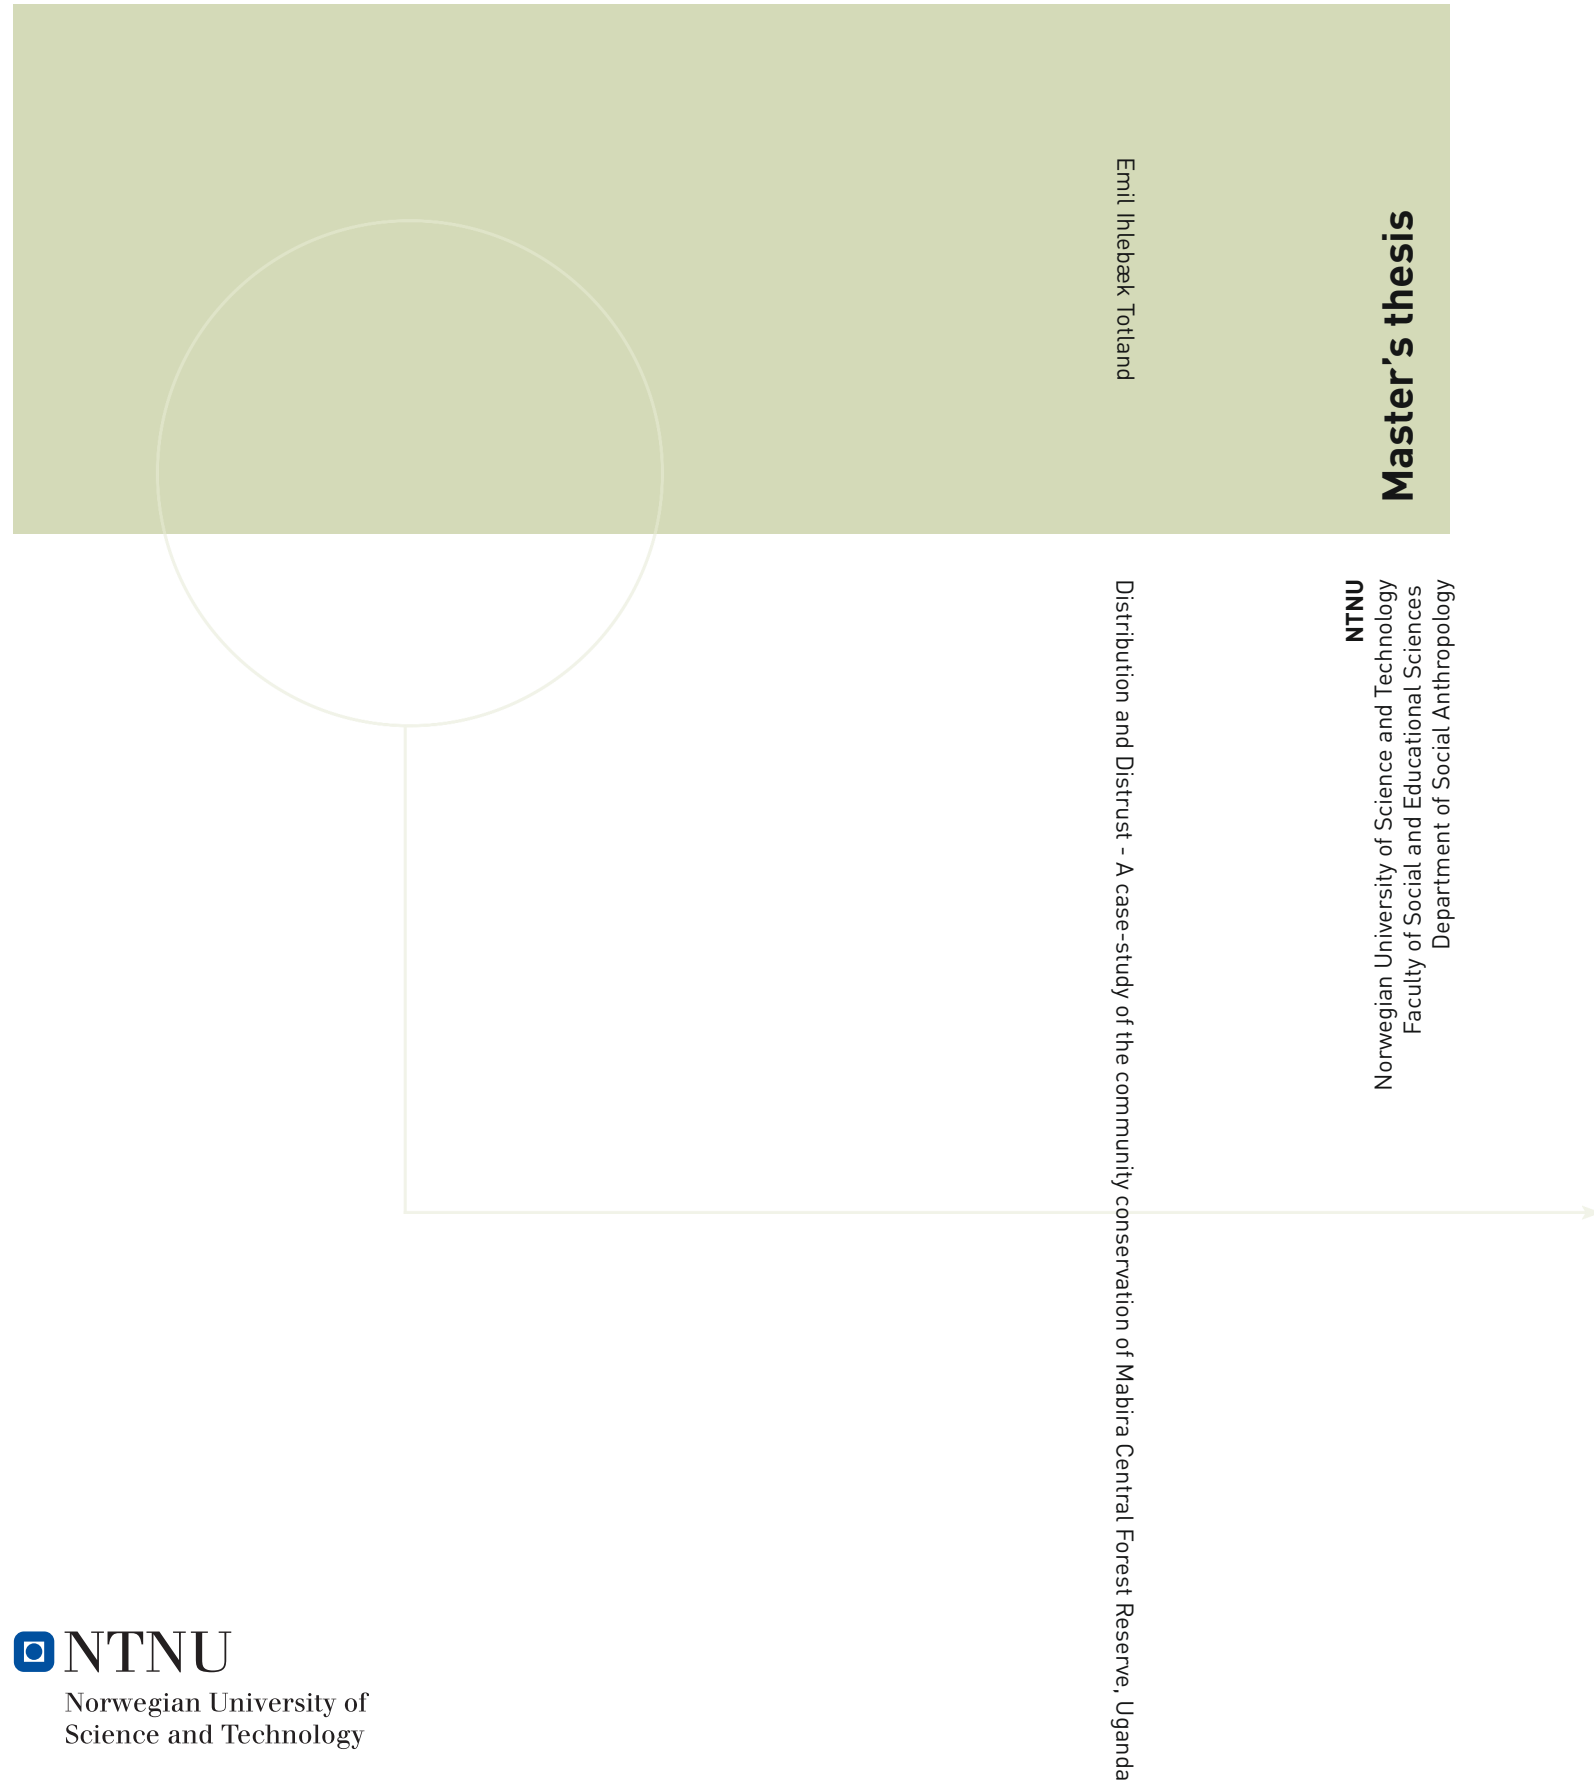 Emil Ihlebæk Totland
Master's thesis
Distribution and Distrust - A case-study of the community conservation of Mabira Central Forest Reserve, Uganda
NTNU
Norwegian University of Science and Technology
Faculty of Social and Educational Sciences
Department of Social Anthropology
NTNU
Norwegian University of
Science and Technology